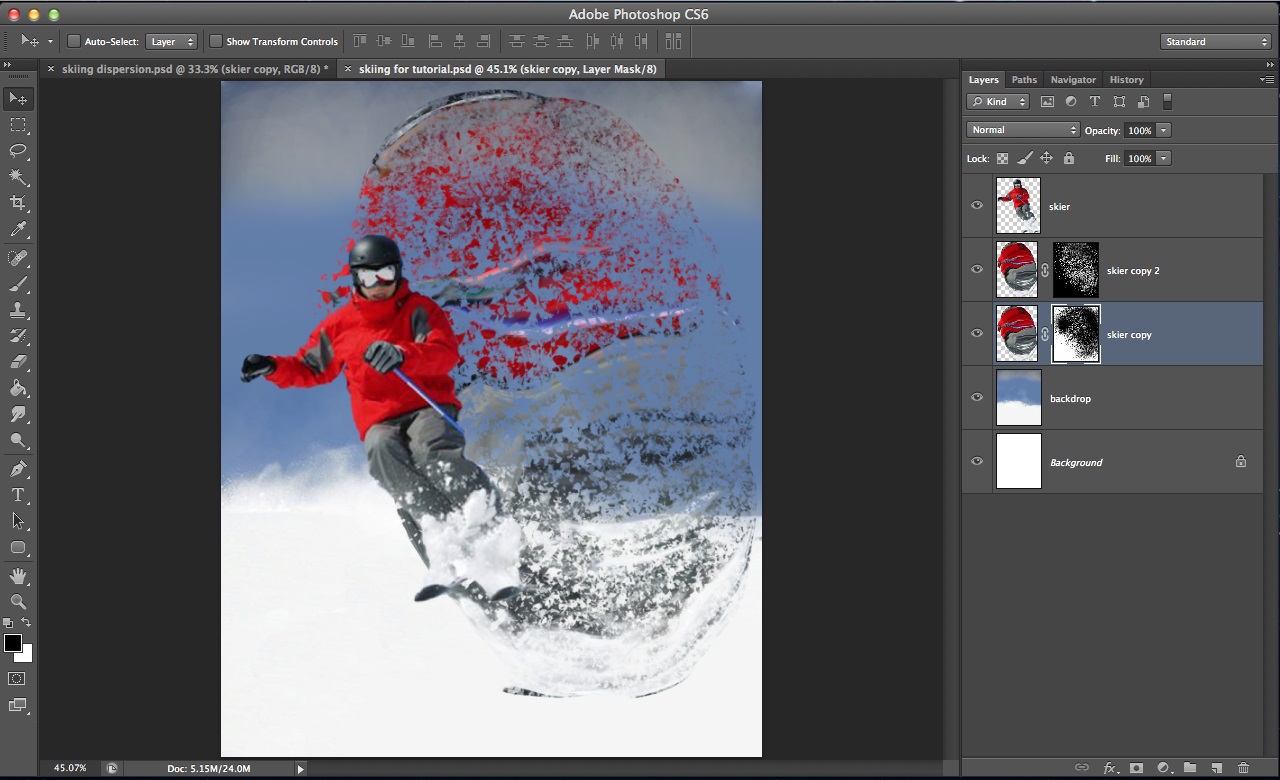 Adobe Photoshop CS6
Auto-Select: Layer Show Transform Controls Standard
× skiing dispersion.psd @ 33.3% (skier copy, RGB/8) * × skiing for tutorial.psd @ 45.1% (skier copy, Layer Mask/8)
Layers Paths Navigator History
Kind T
Normal Opacity: 100%
Lock: Fill: 100%
skier
skier copy 2
skier copy
backdrop
Background
T
45.07% Doc: 5.15M/24.0M
fx